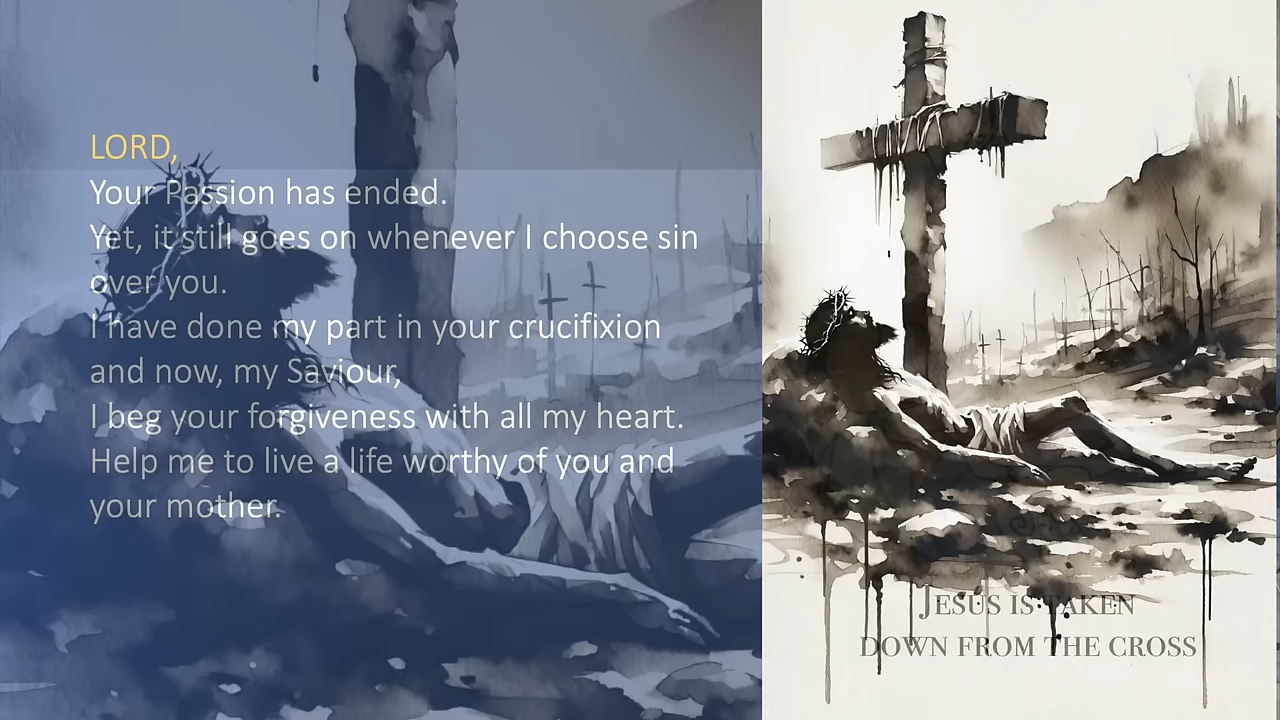 LORD,
Your Passion has ended.
Yet, it still goes on whenever I choose sin
over you.
I have done my part in your crucifixion
and now, my Saviour,
I beg your forgiveness with all my heart.
Help me to live a life worthy of you and
your mother.
Jesus is taken
down from the cross